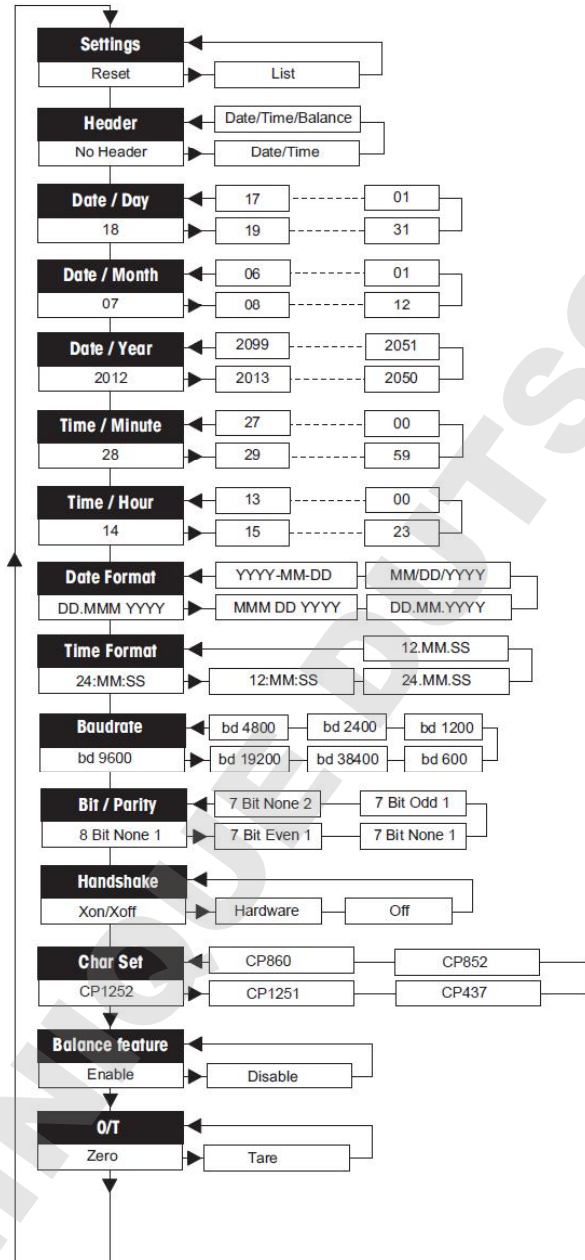 Settings
Reset List
Header Date/Time/Balance
No Header Date/Time
Date / Day 17 01
18 19 31
Date / Month 06 01
07 08 12
Date / Year 2099 2051
2012 2013 2050
Time / Minute 27 00
28 29 59
Time / Hour 13 00
14 15 23
Date Format YYYY-MM-DD MM/DD/YYYY
DD.MMM YYYY MMM DD YYYY DD.MM.YYYY
Time Format 12.MM.SS
24:MM:SS 12:MM:SS 24.MM.SS
Baudrate bd 4800 bd 2400 bd 1200
bd 9600 bd 19200 bd 38400 bd 600
Bit / Parity 7 Bit None 2 7 Bit Odd 1
8 Bit None 1 7 Bit Even 1 7 Bit None 1
Handshake
Xon/Xoff Hardware Off
Char Set CP860 CP852
CP1252 CP1251 CP437
Balance feature
Enable Disable
0/T
Zero Tare